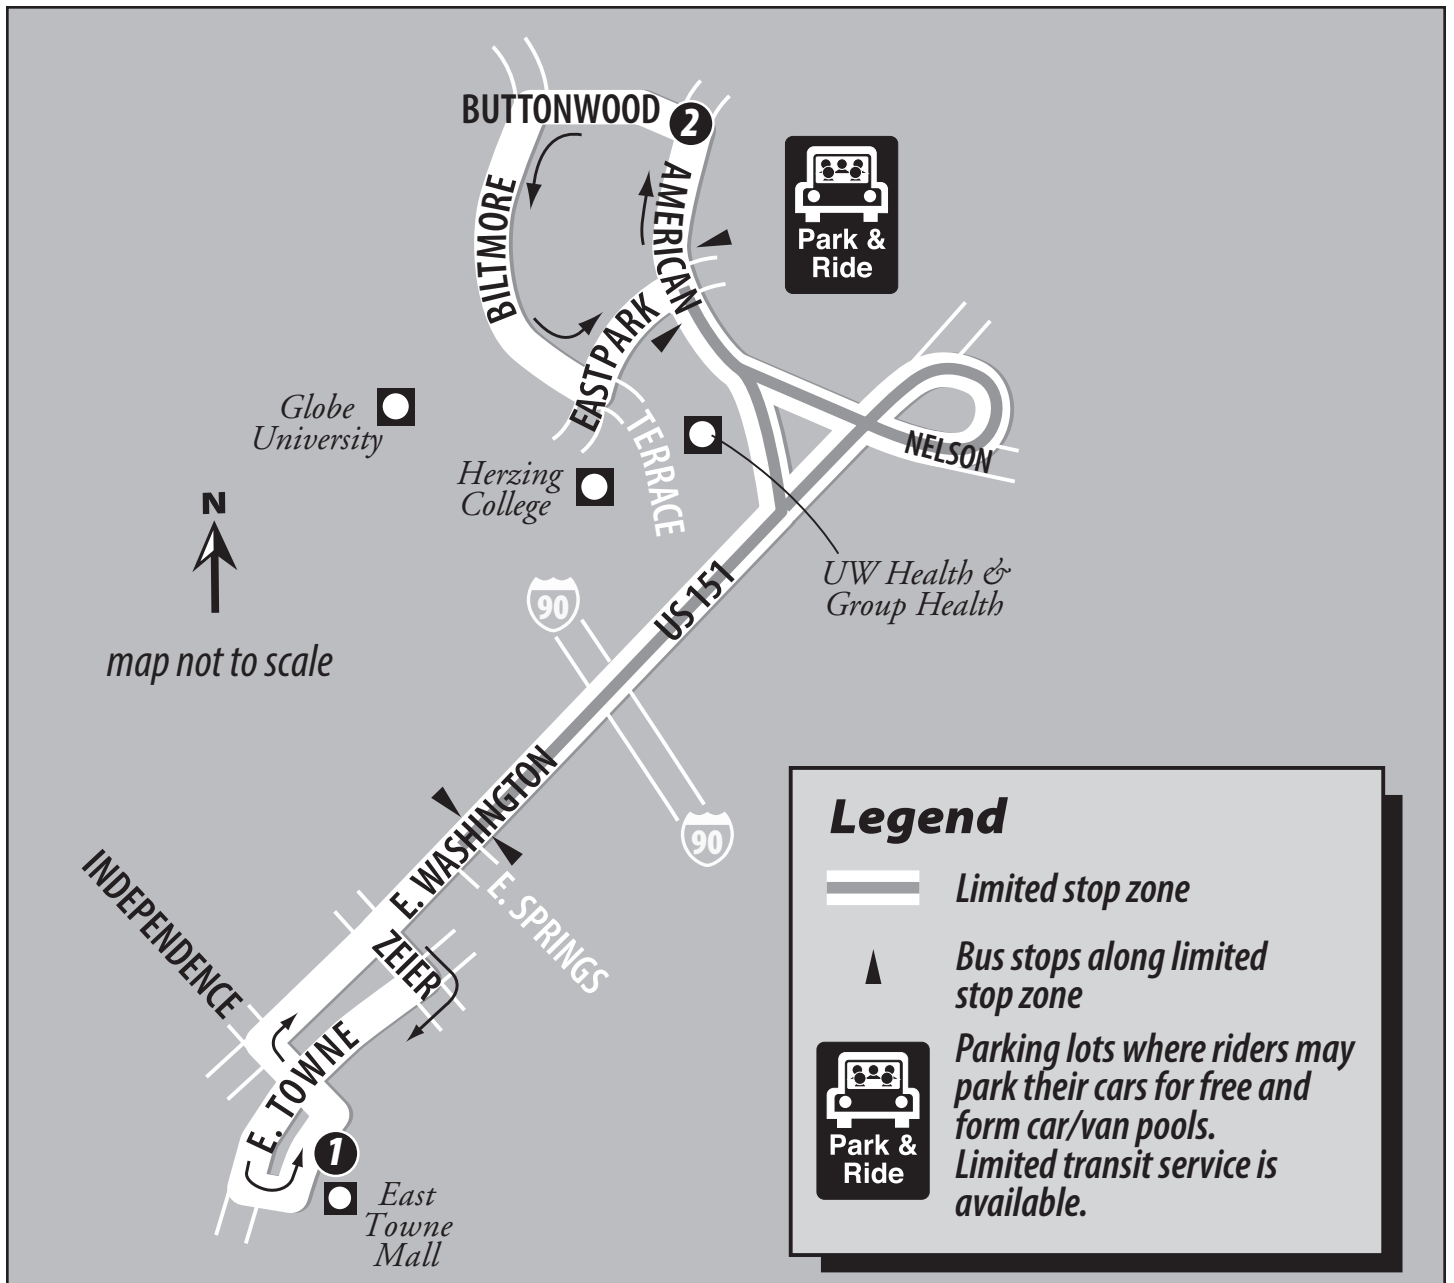 BUTTONWOOD
2
AMERICAN
BILTMORE
Park &
Ride
EASTPARK
Globe
University
TERRACE
NELSON
Herzing
College
N
map not to scale
UW Health &
Group Health
90
US 151
90
E. WASHINGTON
E. SPRINGS
INDEPENDENCE
ZEIER
E. TOWNE
1
East
Towne
Mall
Legend
Limited stop zone
Bus stops along limited
stop zone
Park &
Ride
Parking lots where riders may
park their cars for free and
form car/van pools.
Limited transit service is
available.